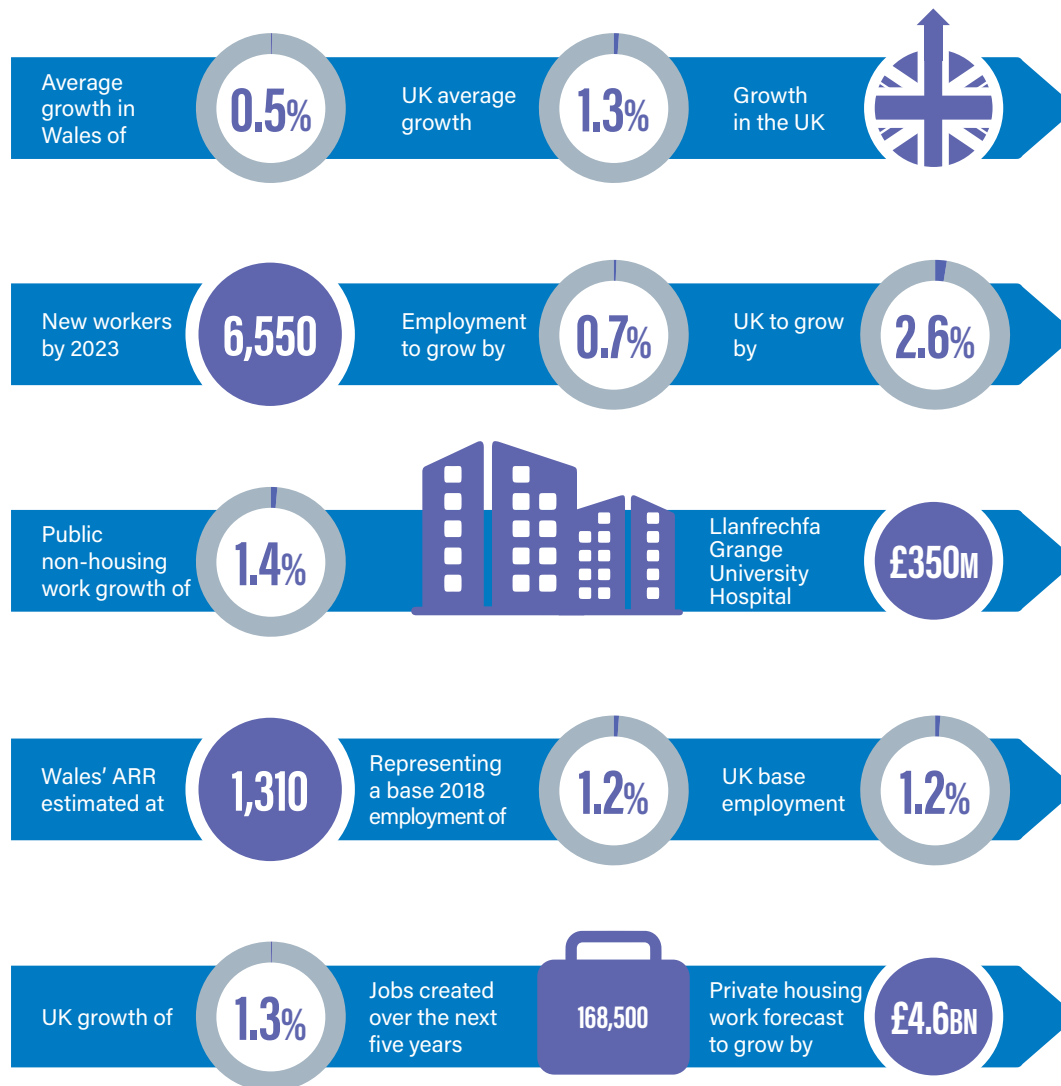 Average
growth in
Wales of
0.5%
UK average
growth
1.3%
Growth
in the UK
New workers
by 2023
6,550
Employment
to grow by
0.7%
UK to grow
by
2.6%
Public
non-housing
work growth of
1.4%
Llanfrechfa
Grange
University
Hospital
£350M
Wales' ARR
estimated at
1,310
Representing
a base 2018
employment of
1.2%
UK base
employment
1.2%
UK growth of
1.3%
Jobs created
over the next
five years
168,500
Private housing
work forecast
to grow by
£4.6BN